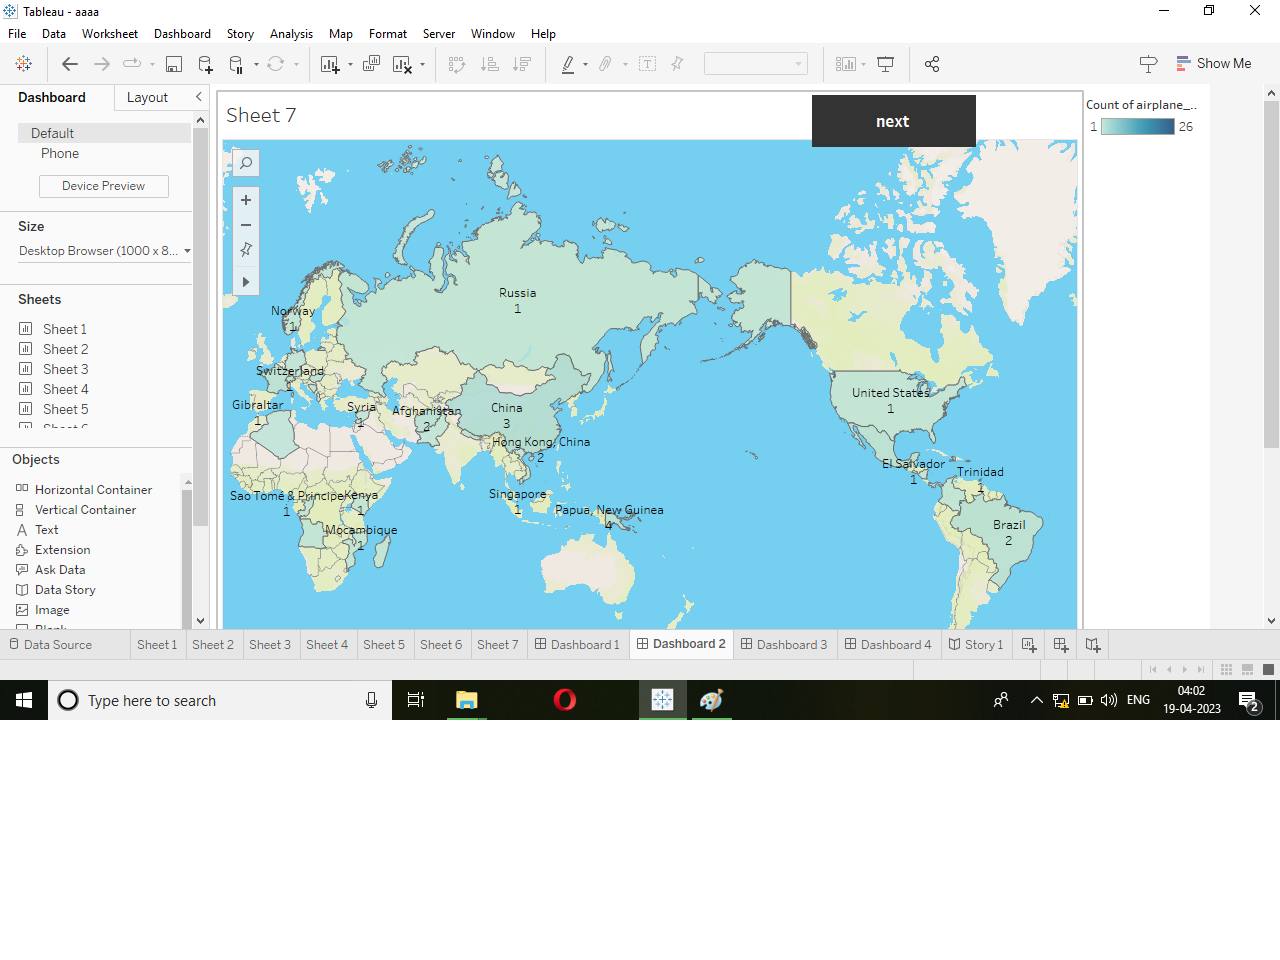 Tableau - aaaa
File Data Worksheet Dashboard Story Analysis Map Format Server Window Help
Show Me
Dashboard Layout
Default
Phone
Device Preview
Size
Desktop Browser (1000 x 8...
Sheets
Sheet 1
Sheet 2
Sheet 3
Sheet 4
Sheet 5
Objects
Horizontal Container
Vertical Container
Text
Extension
Ask Data
Data Story
Image
Sheet 7
next
Count of airplane_..
1 26
Russia
1
Norway
1
Switzerland
1
Gibraltar
1
Syria
1
Afghanistan
2
China
3
Hong Kong, China
2
United States
1
El Salvador
1
Trinidad
1
Sao Tome & Principe
1
Kenya
1
Singapore
1
Papua, New Guinea
4
Mocambique
1
Brazil
2
Data Source Sheet 1 Sheet 2 Sheet 3 Sheet 4 Sheet 5 Sheet 6 Sheet 7 Dashboard 1 Dashboard 2 Dashboard 3 Dashboard 4 Story 1
Type here to search
ENG
04:02
19-04-2023
2